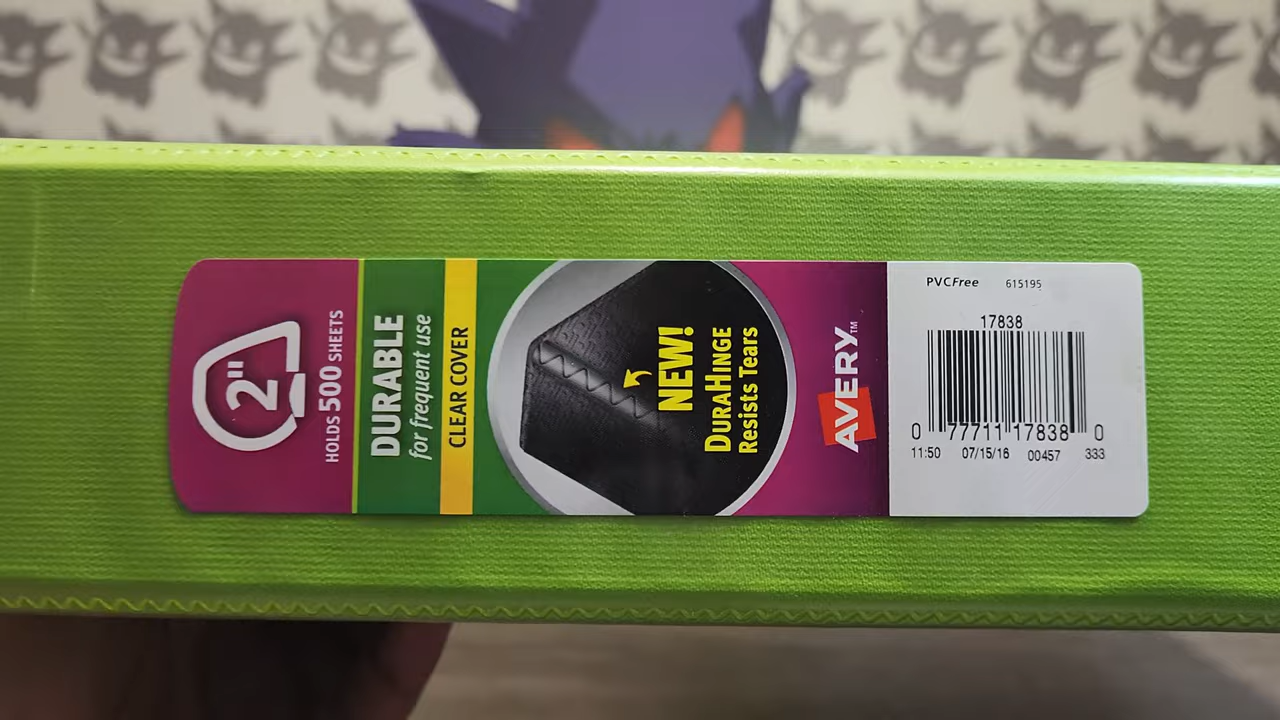 2"
HOLDS 500 SHEETS
DURABLE
for frequent use
CLEAR COVER
NEW!
DURAHINGE
Resists Tears
AVERY™
PVCFree 615195
17838
0 77711 17838 0
11:50 07/15/16 00457 333